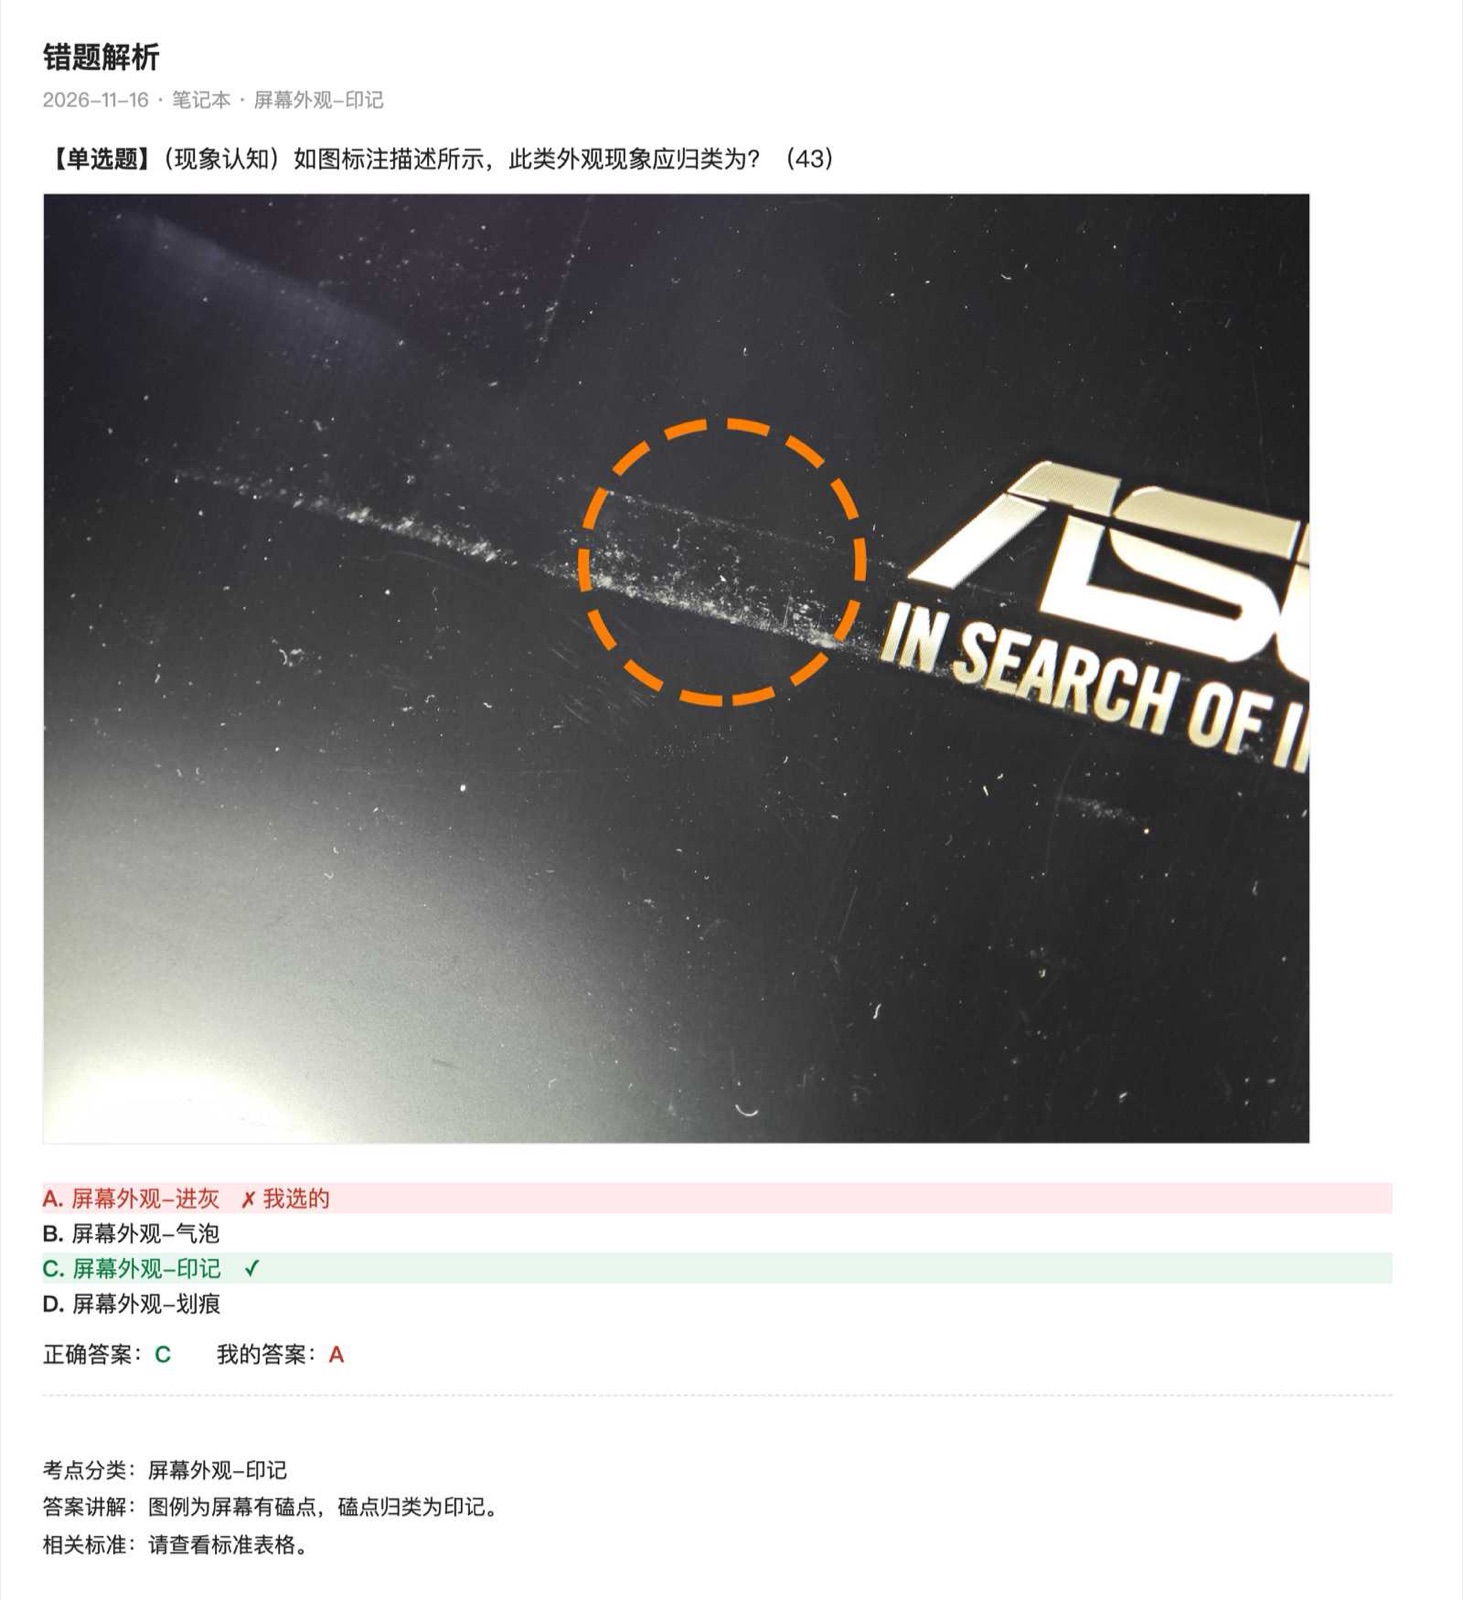 错题解析
2026-11-16 · 笔记本 · 屏幕外观-印记
【单选题】（现象认知）如图标注描述所示，此类外观现象应归类为？（43）
ASU
IN SEARCH OF I
A. 屏幕外观-进灰 ✗ 我选的
B. 屏幕外观-气泡
C. 屏幕外观-印记 ✓
D. 屏幕外观-划痕
正确答案：C 我的答案：A
考点分类：屏幕外观-印记
答案讲解：图例为屏幕有磕点，磕点归类为印记。
相关标准：请查看标准表格。